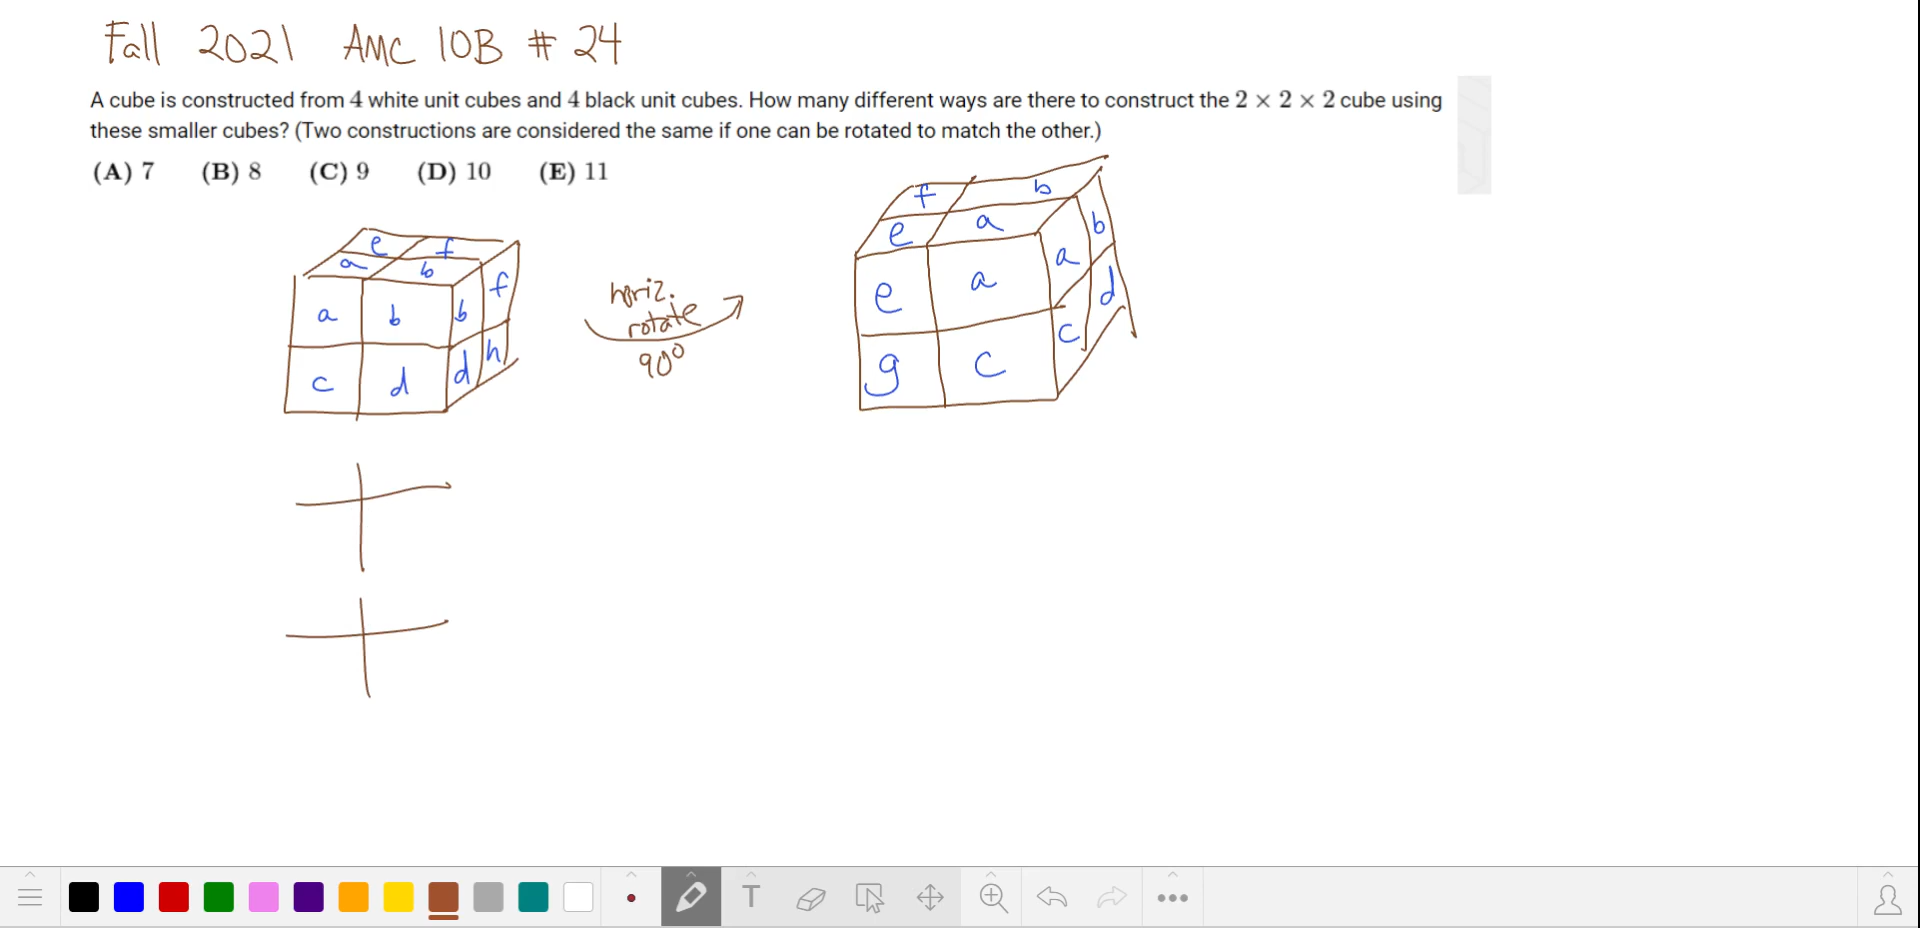 Fall 2021 AMC 10B # 24
A cube is constructed from 4 white unit cubes and 4 black unit cubes. How many different ways are there to construct the 2 × 2 × 2 cube using
these smaller cubes? (Two constructions are considered the same if one can be rotated to match the other.)
(A) 7 (B) 8 (C) 9 (D) 10 (E) 11
e f
a b
a b b f
c d d h
horiz.
rotate
90°
f b
e a b
e a a d
g c c
T